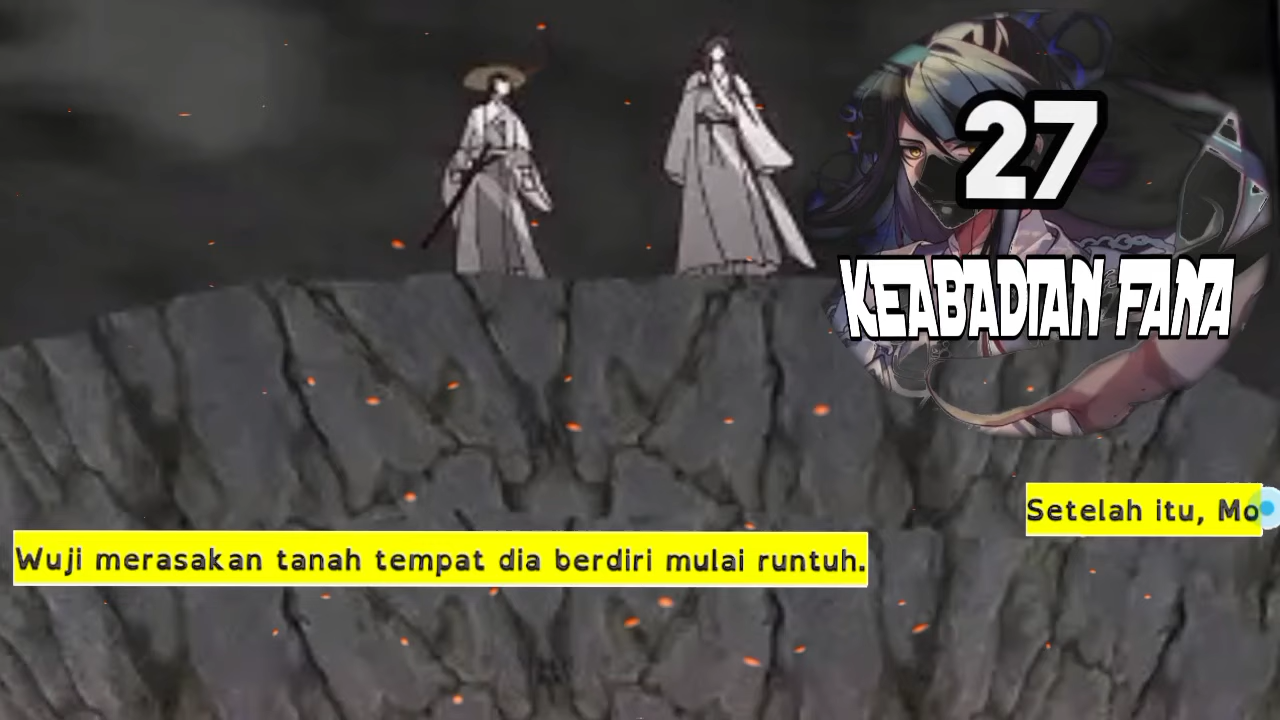 27
KEABADIAN FANA
Setelah itu, Mo
Wuji merasakan tanah tempat dia berdiri mulai runtuh.